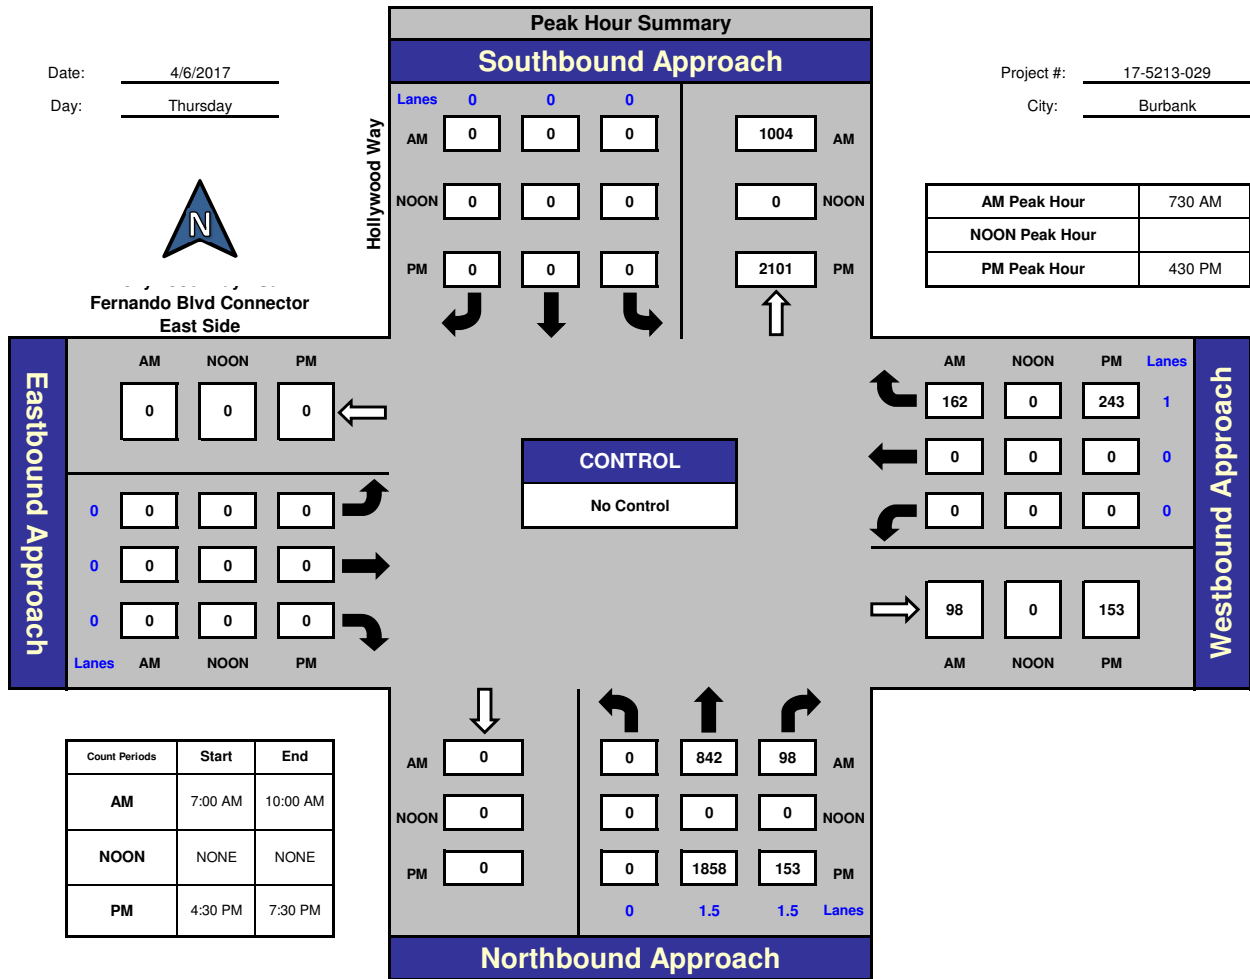 Peak Hour Summary
Southbound Approach
Date: 4/6/2017
Day: Thursday
Project #: 17-5213-029
City: Burbank
N
Fernando Blvd Connector
East Side
Hollywood Way
Lanes 0 0 0
AM 0 0 0 1004 AM
NOON 0 0 0 0 NOON
PM 0 0 0 2101 PM
AM Peak Hour 730 AM
NOON Peak Hour
PM Peak Hour 430 PM
Eastbound Approach
AM NOON PM
0 0 0
0 0 0 0
0 0 0 0
0 0 0 0
Lanes AM NOON PM
CONTROL
No Control
AM NOON PM Lanes
162 0 243 1
0 0 0 0
0 0 0 0
98 0 153
AM NOON PM
Westbound Approach
Count Periods Start End
AM 7:00 AM 10:00 AM
NOON NONE NONE
PM 4:30 PM 7:30 PM
AM 0 0 842 98 AM
NOON 0 0 0 0 NOON
PM 0 0 1858 153 PM
0 1.5 1.5 Lanes
Northbound Approach